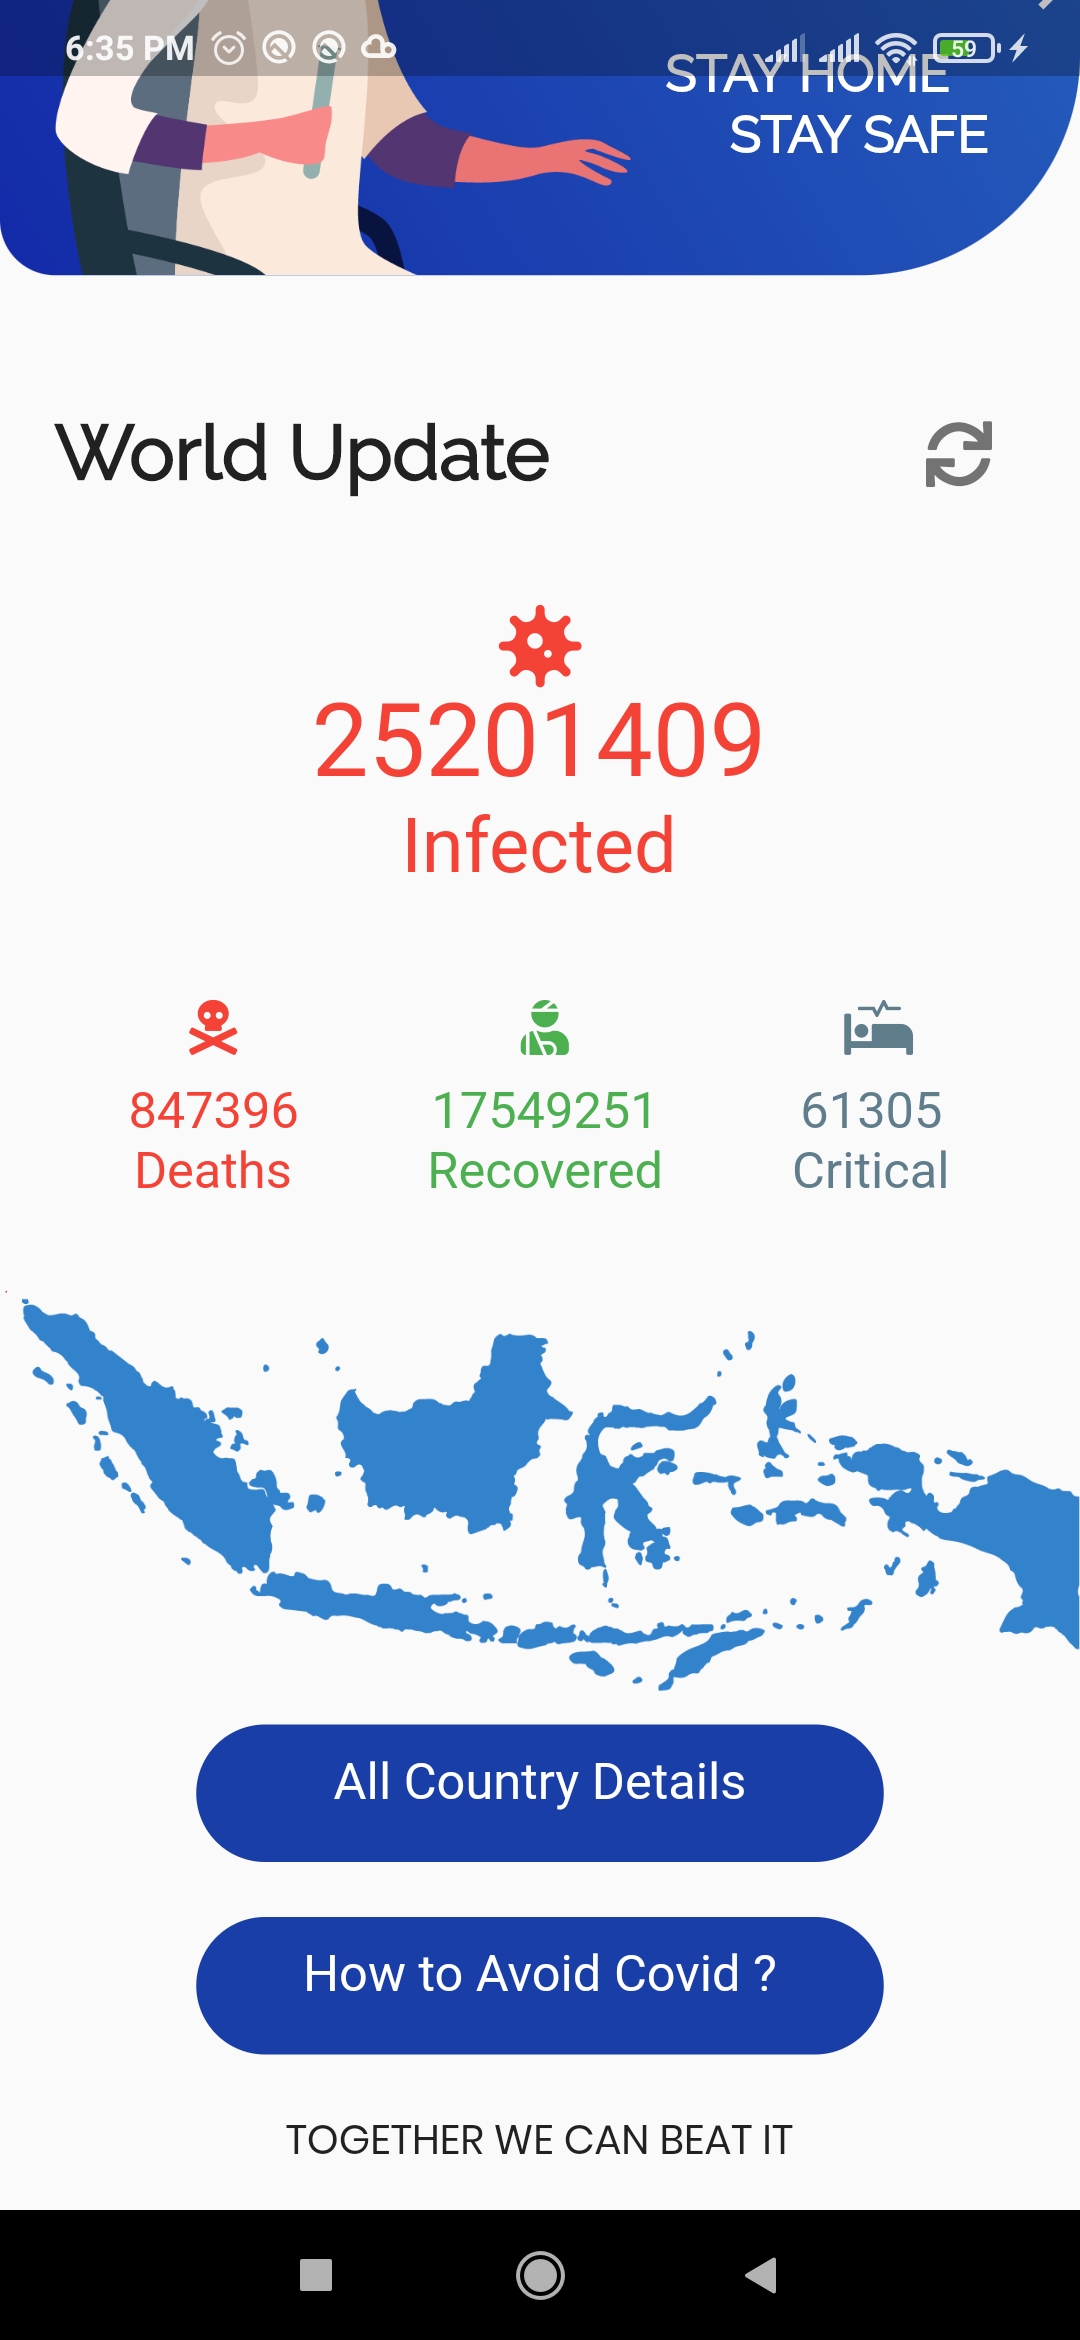 6:35 PM
59
STAY HOME
STAY SAFE
World Update
25201409
Infected
847396
Deaths
17549251
Recovered
61305
Critical
All Country Details
How to Avoid Covid ?
TOGETHER WE CAN BEAT IT